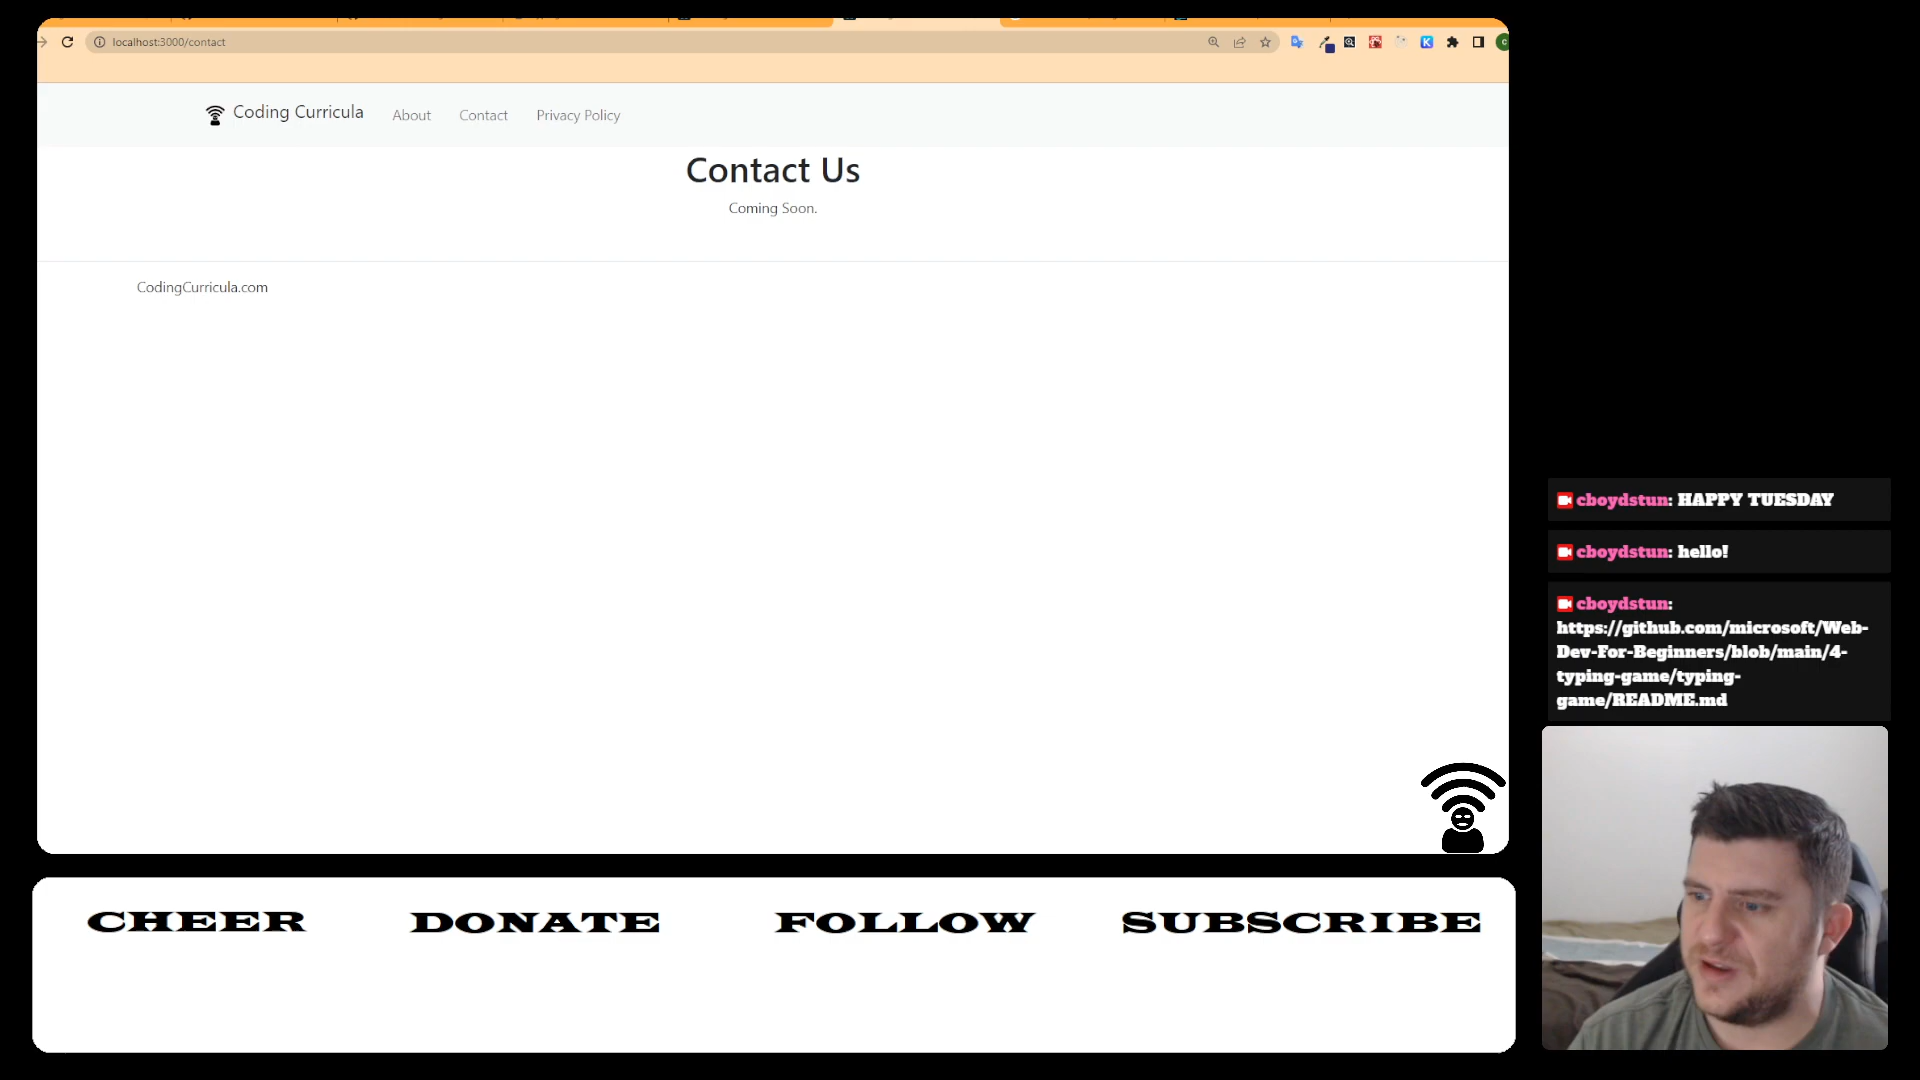 localhost:3000/contact
Coding Curricula
About
Contact
Privacy Policy
Contact Us
Coming Soon.
CodingCurricula.com
cboydstun: HAPPY TUESDAY
cboydstun: hello!
cboydstun:
https://github.com/microsoft/Web-
Dev-For-Beginners/blob/main/4-
typing-game/typing-
game/README.md
CHEER
DONATE
FOLLOW
SUBSCRIBE